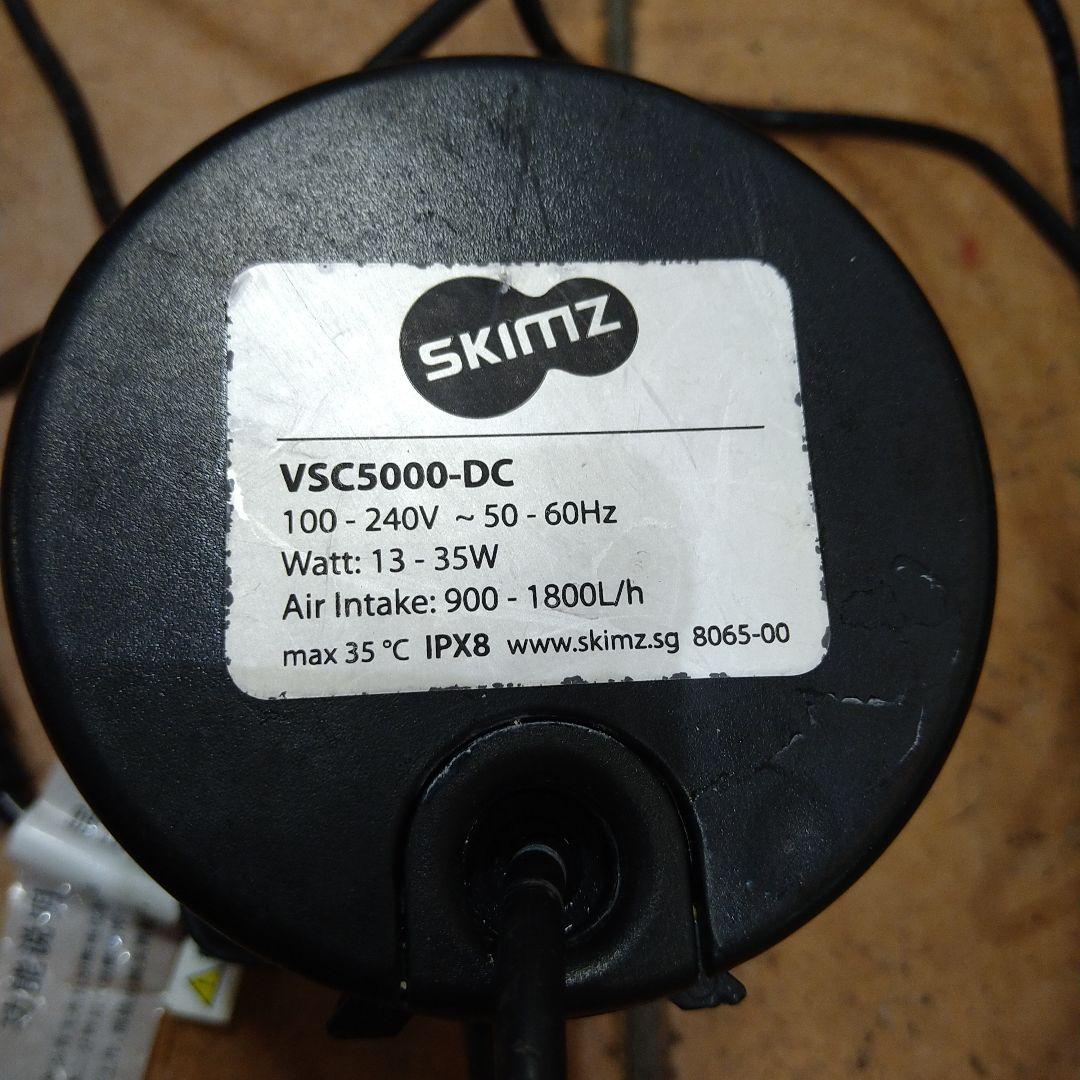 SKIMZ
VSC5000-DC
100 - 240V ~ 50 - 60Hz
Watt: 13 - 35W
Air Intake: 900 - 1800L/h
max 35 °C IPX8 www.skimz.sg 8065-00